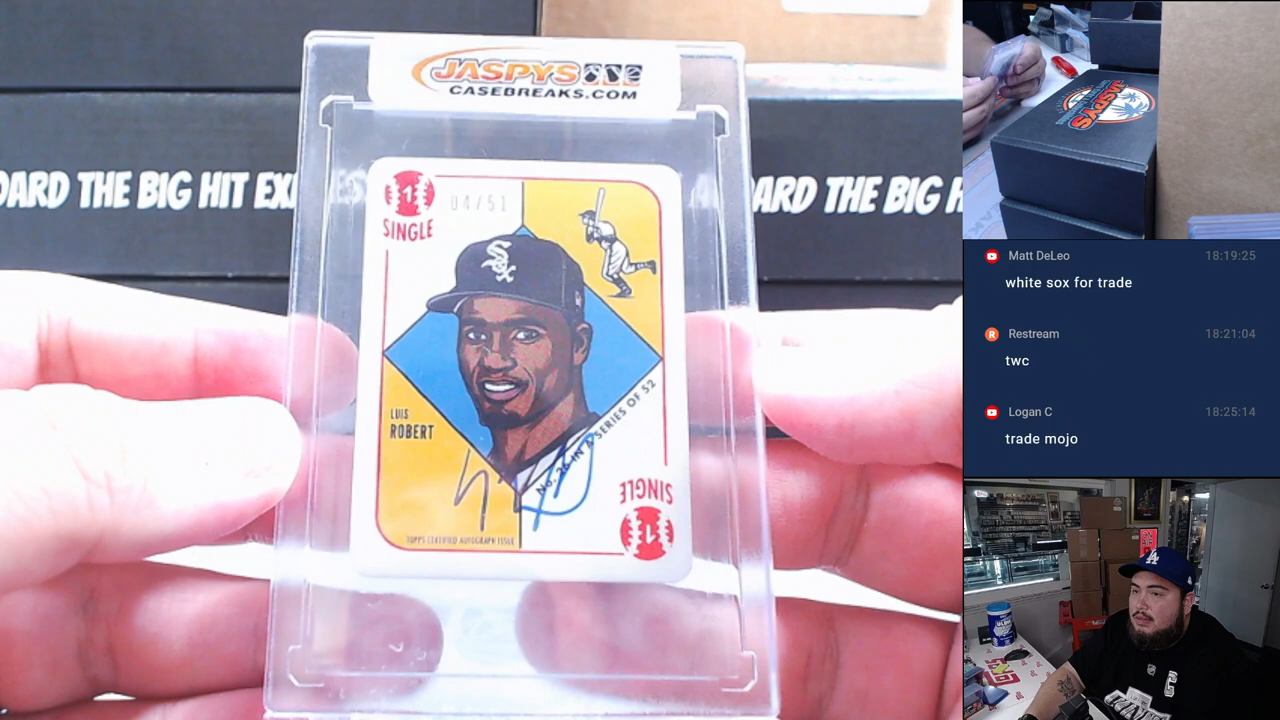 JASPYS
CASEBREAKS.COM
OARD THE BIG HIT EX
ARD THE BIG H
1
04/51
SINGLE
LUIS
ROBERT
No. 26 IN A SERIES OF 52
TOPPS CERTIFIED AUTOGRAPH ISSUE
SINGLE
1
JASPYS
Matt DeLeo 18:19:25
white sox for trade
Restream 18:21:04
twc
Logan C 18:25:14
trade mojo